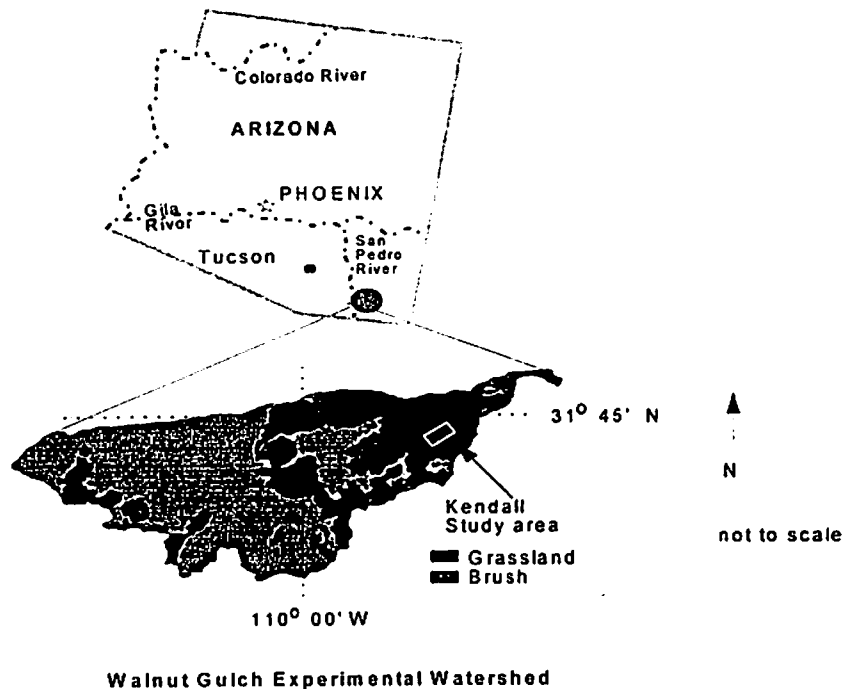 Colorado River
ARIZONA
PHOENIX
Gila
Rivor
San
Pedro
River
Tucson
31° 45' N
N
Kendall
Study area
not to scale
Grassland
Brush
110° 00' W
Walnut Gulch Experimental Watershed